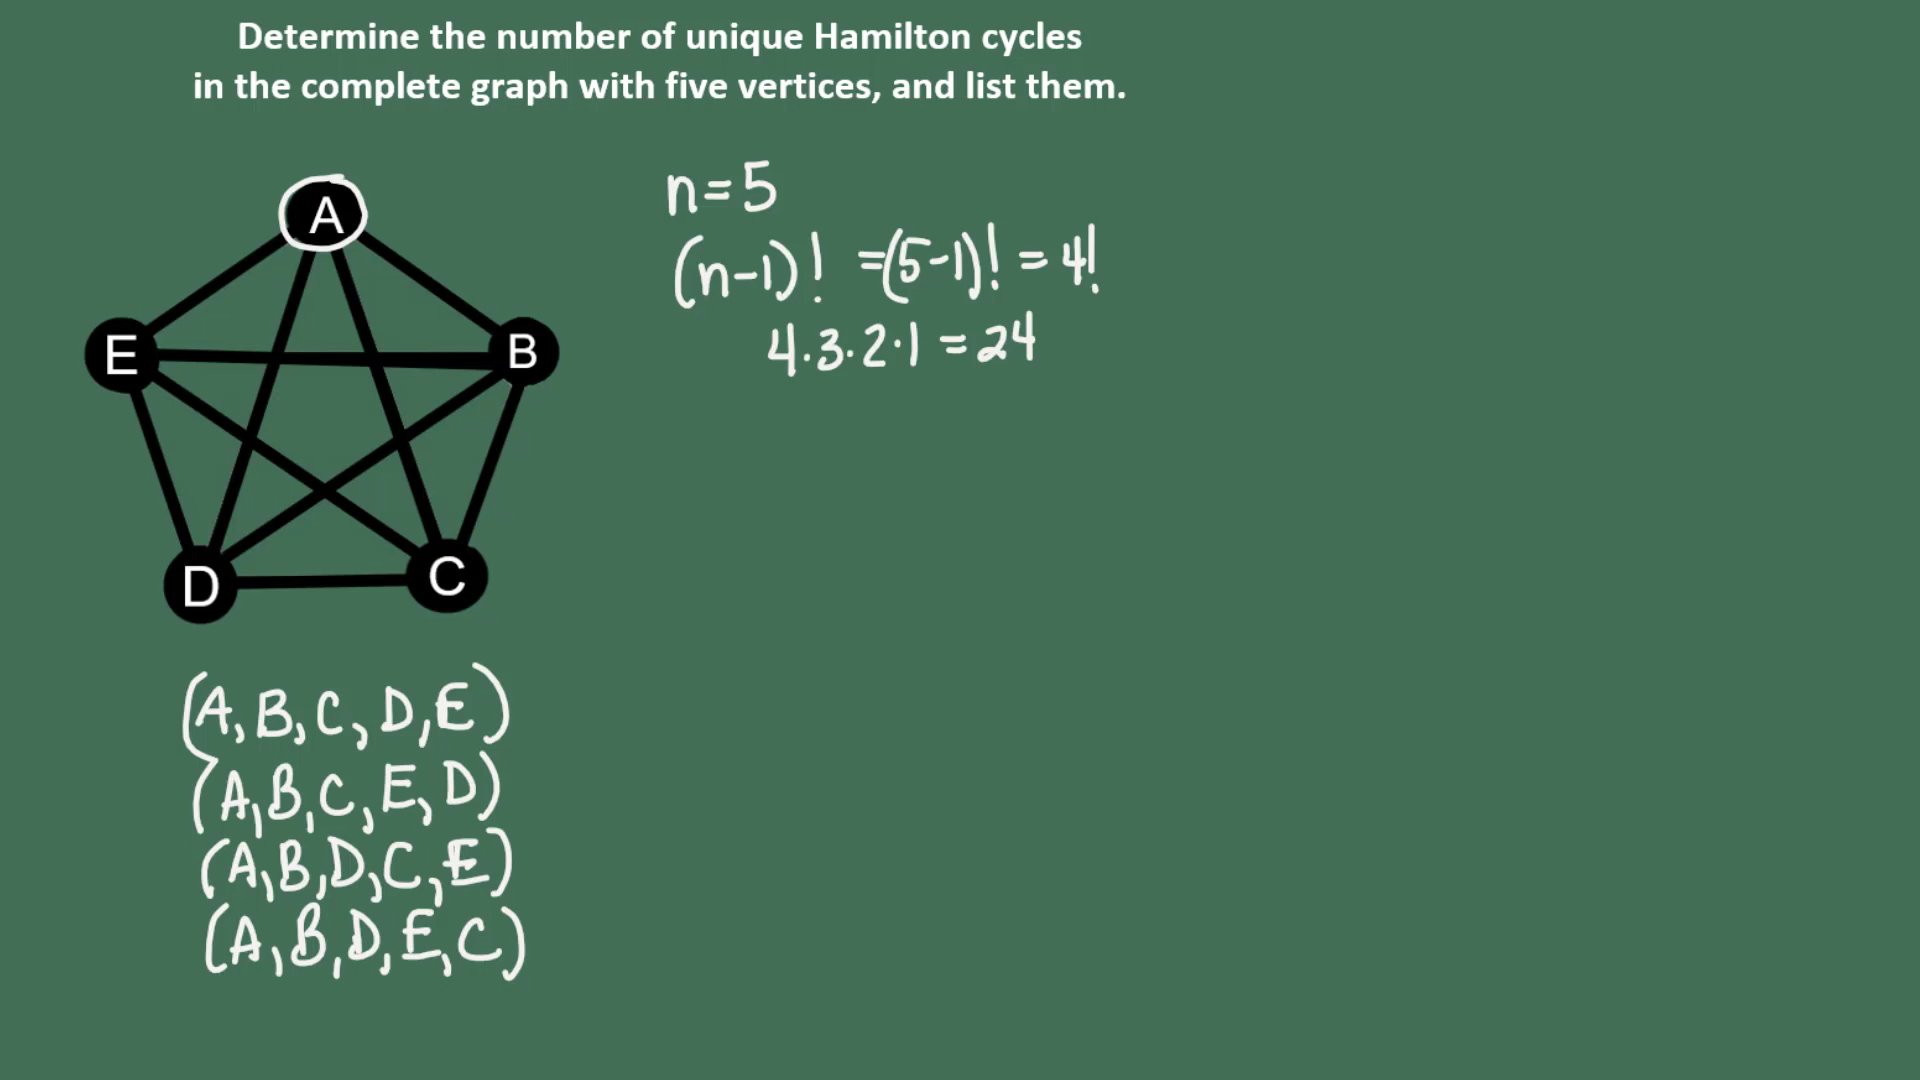 Determine the number of unique Hamilton cycles
in the complete graph with five vertices, and list them.
A
E
B
D
C
n=5
(n-1)! =(5-1)! = 4!
4·3·2·1 =24
(A,B,C,D,E)
(A,B,C,E,D)
(A,B,D,C,E)
(A,B,D,E,C)